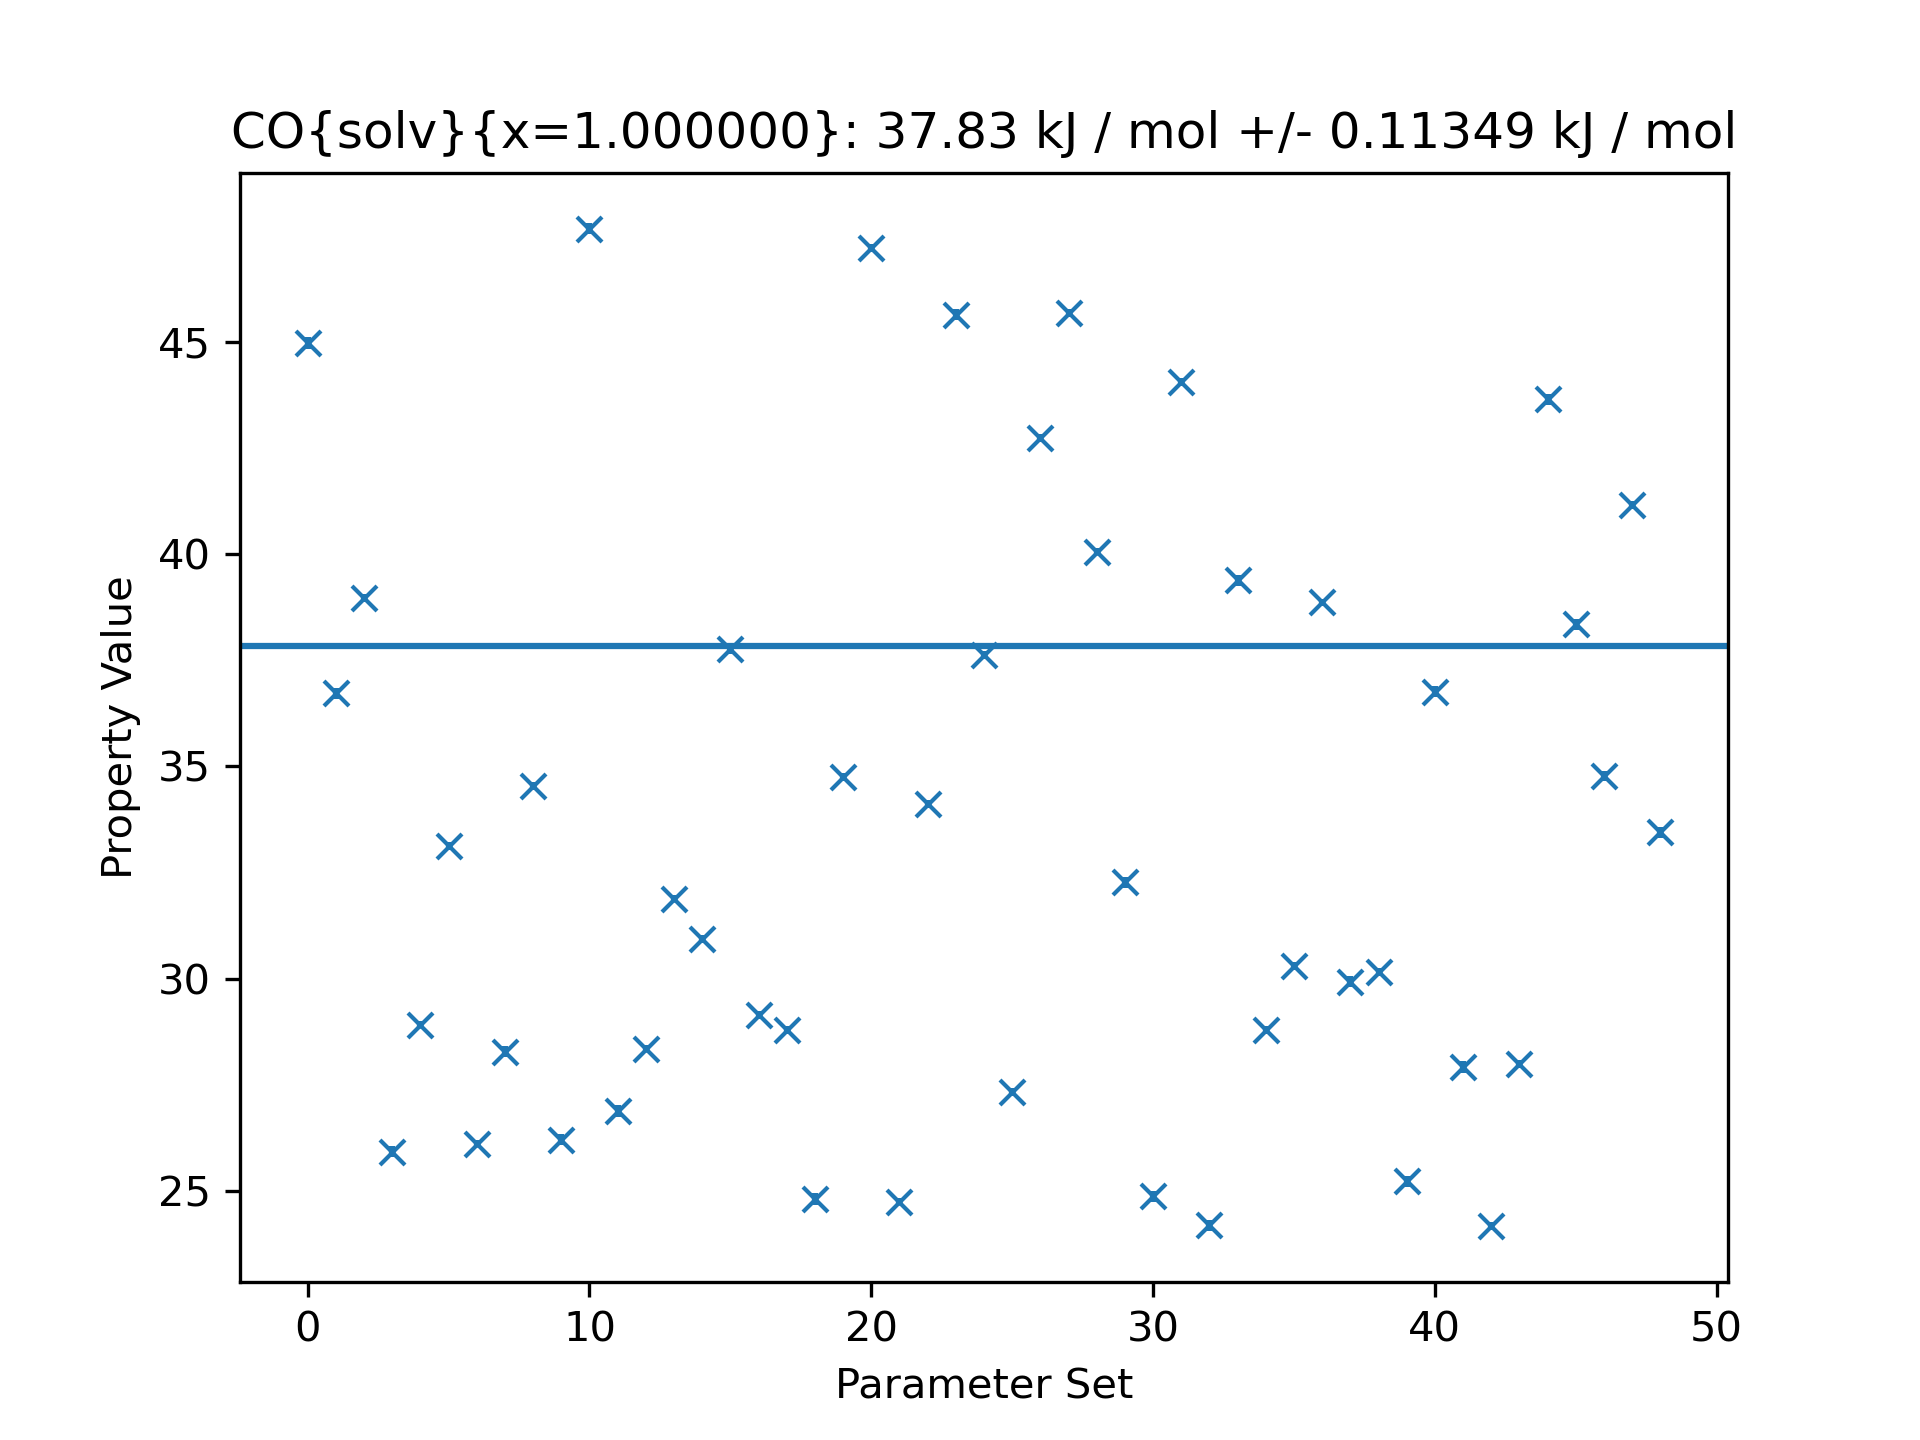 CO{solv}{x=1.000000}: 37.83 kJ / mol +/- 0.11349 kJ / mol
45
40
35
30
25
Property Value
0 10 20 30 40 50
Parameter Set